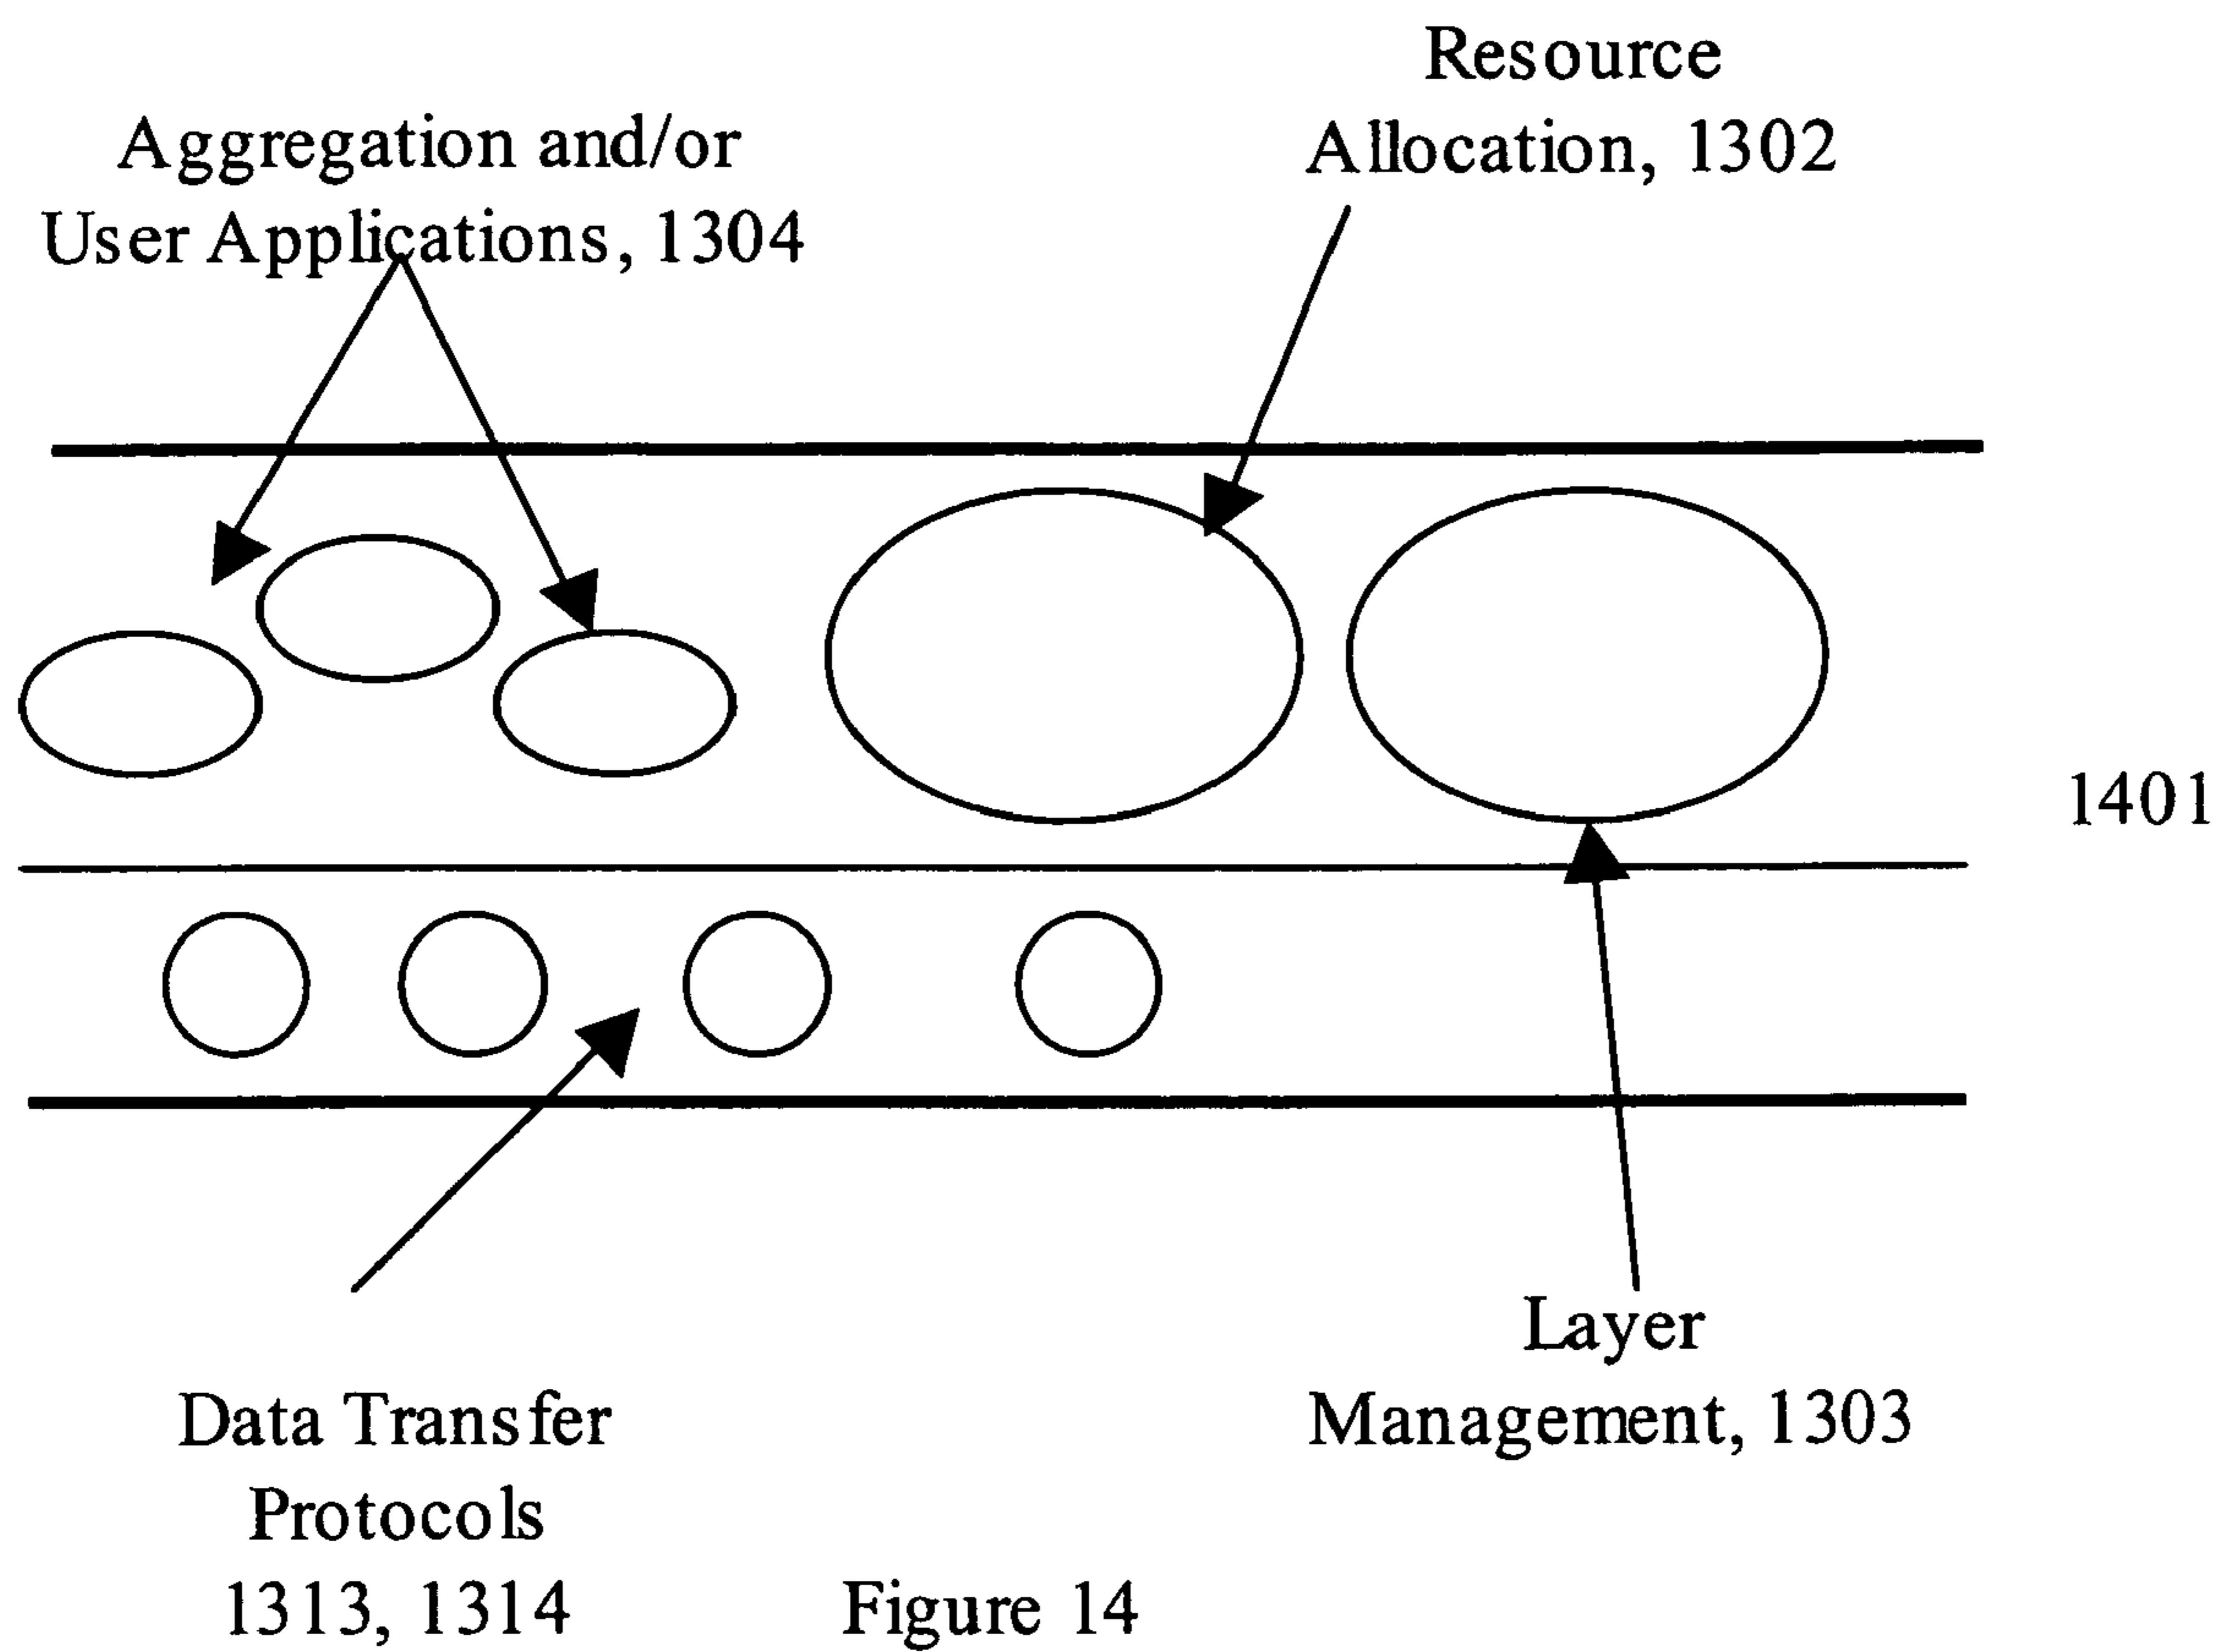 Resource
Allocation, 1302
Aggregation and/or
User Applications, 1304
1401
Layer
Management, 1303
Data Transfer
Protocols
1313, 1314
Figure 14